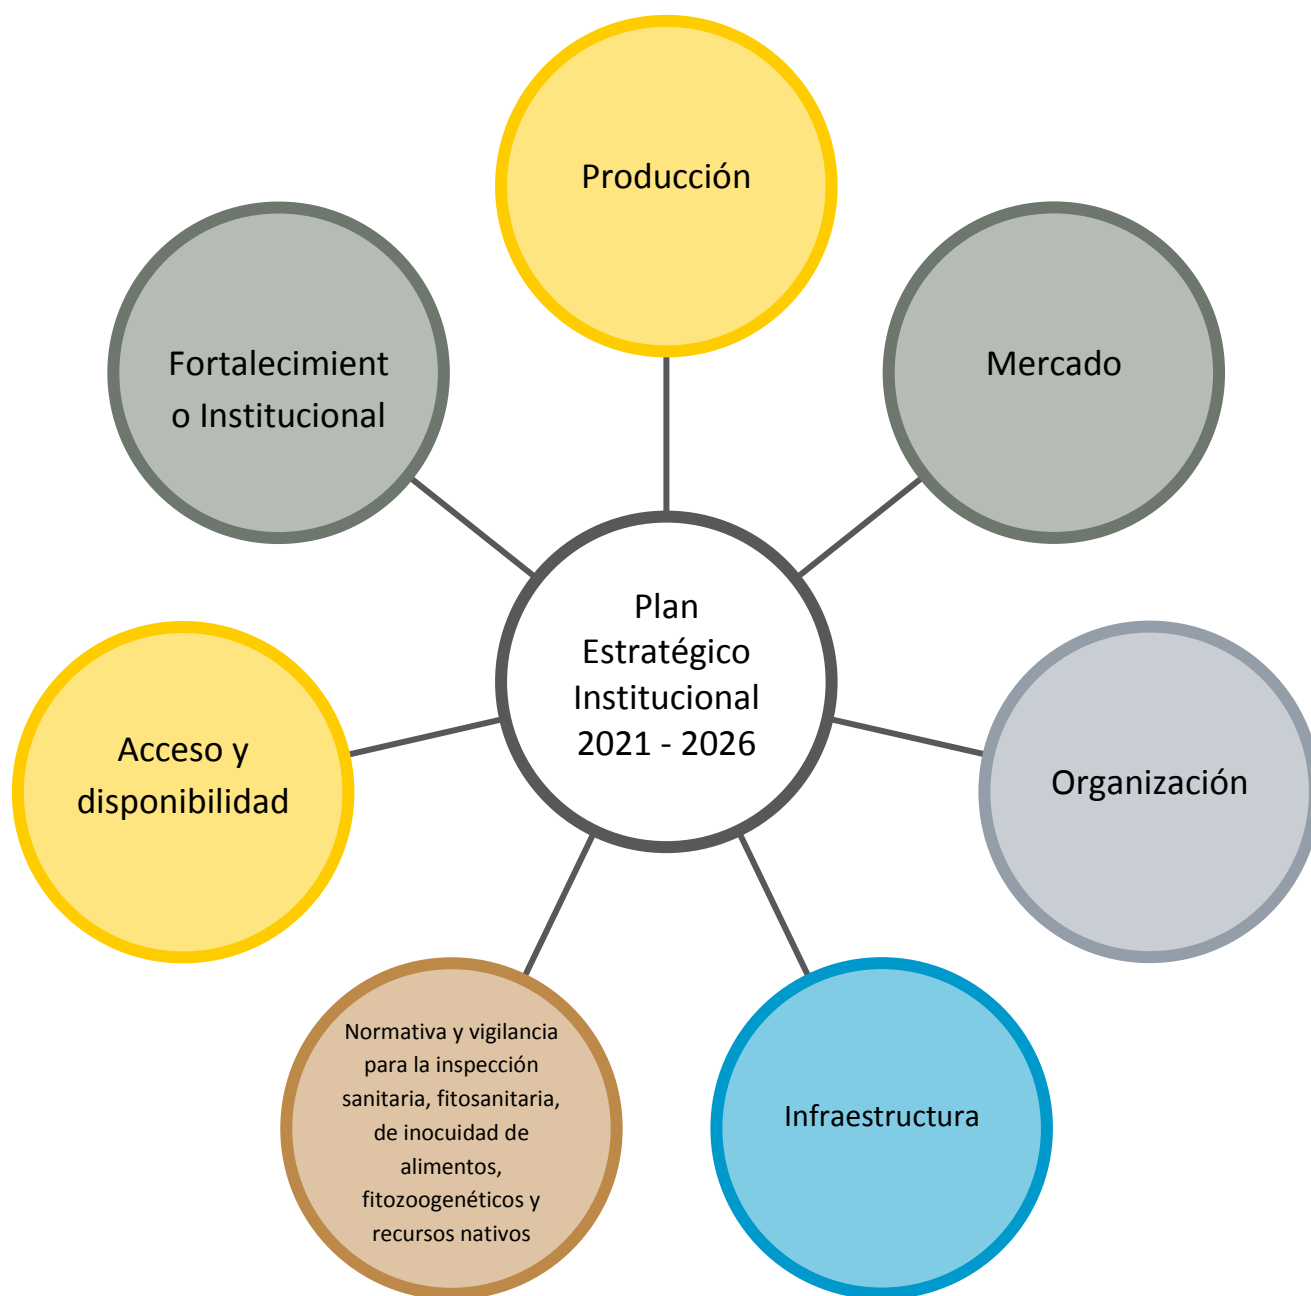 Producción
Mercado
Fortalecimient
o Institucional
Plan
Estratégico
Institucional
2021 - 2026
Organización
Acceso y
disponibilidad
Infraestructura
Normativa y vigilancia
para la inspección
sanitaria, fitosanitaria,
de inocuidad de
alimentos,
fitozoogenéticos y
recursos nativos